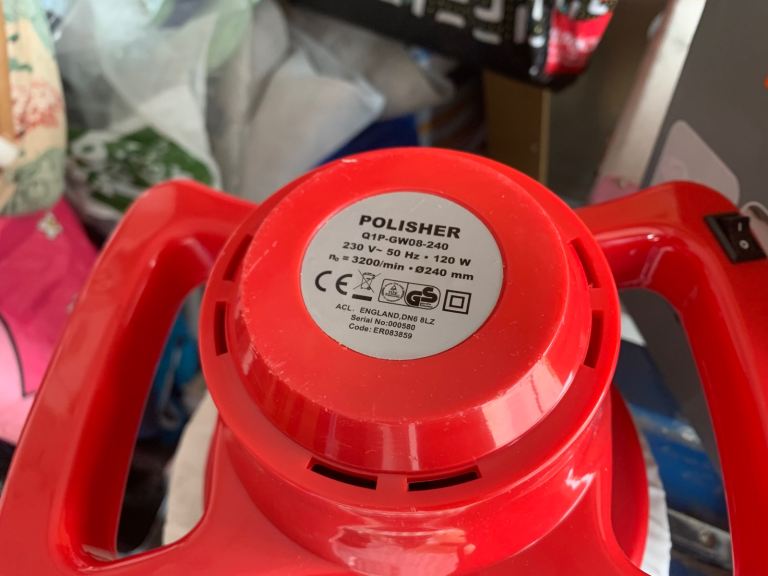 POLISHER
Q1P-GW08-240
230 V~ 50 Hz • 120 W
n₀ = 3200/min • Ø240 mm
CE GS
ACL. ENGLAND,DN6 8LZ
Serial No:000580
Code: ER083859